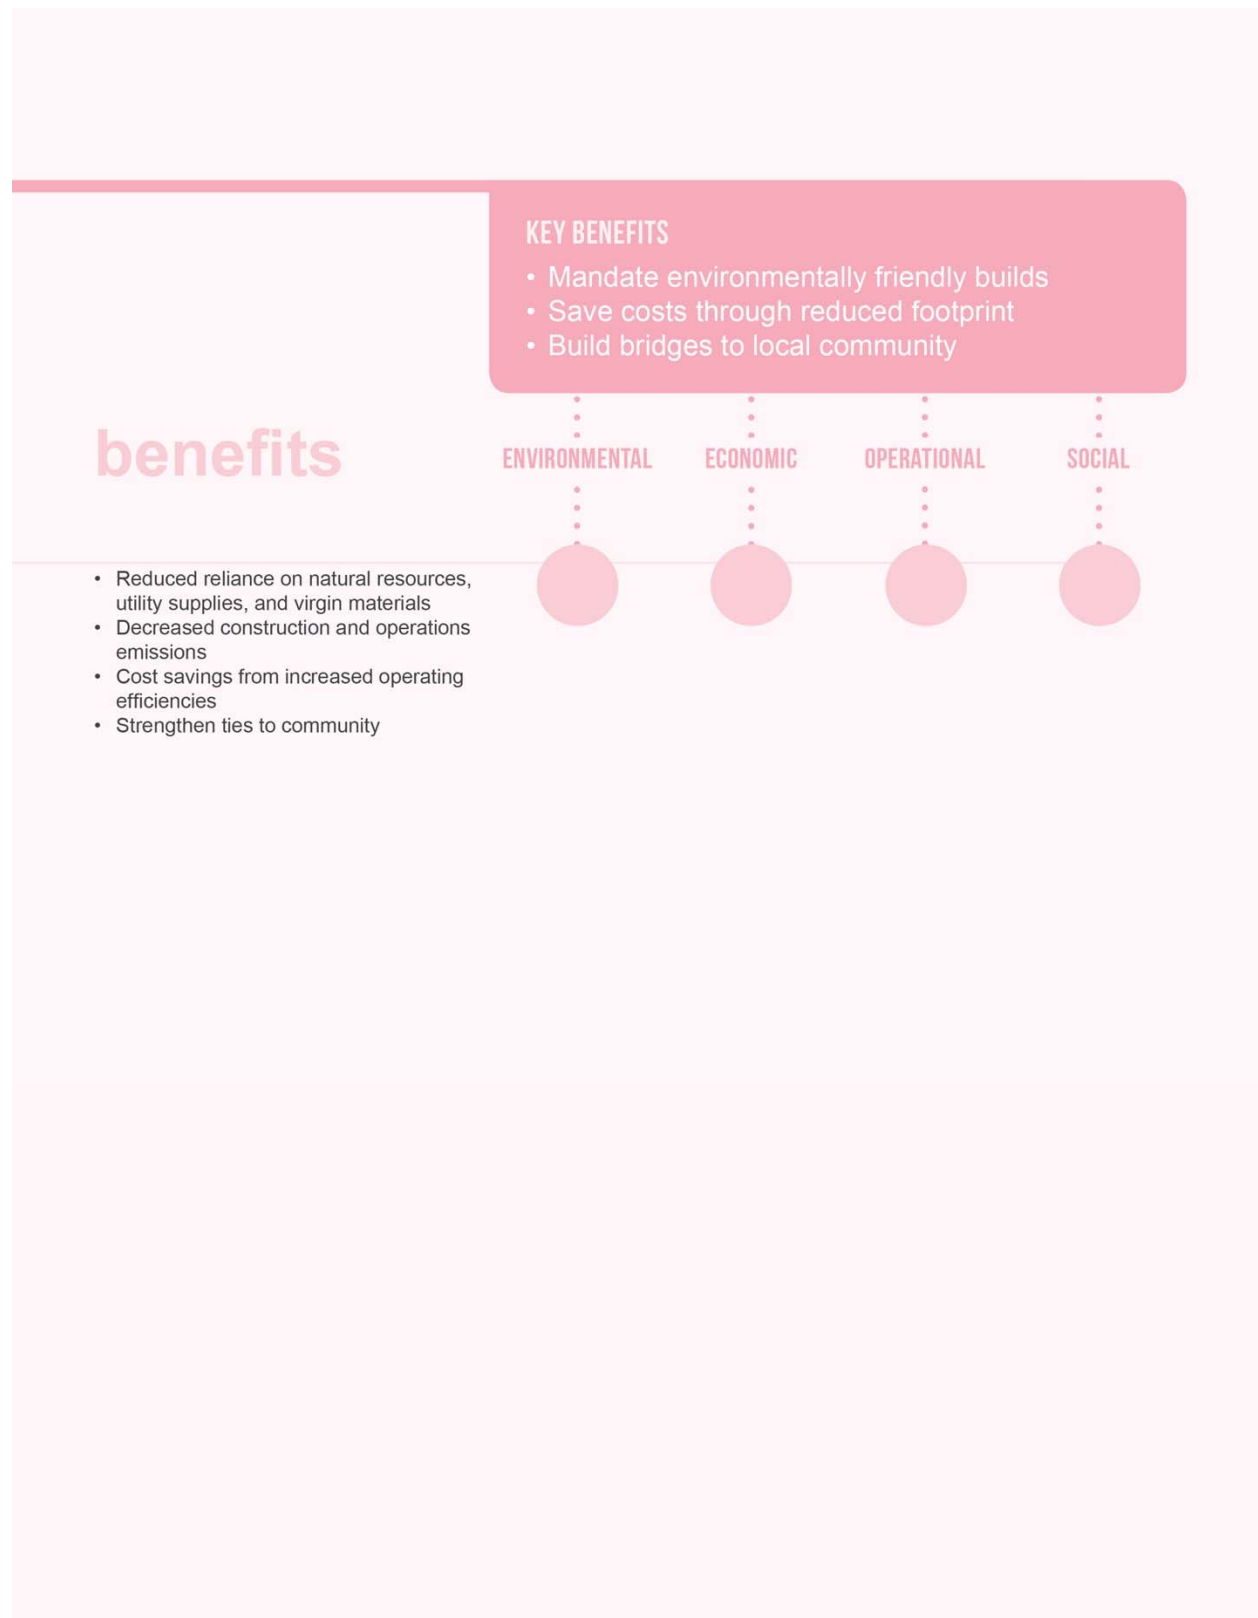 KEY BENEFITS
• Mandate environmentally friendly builds
• Save costs through reduced footprint
• Build bridges to local community
benefits
ENVIRONMENTAL ECONOMIC OPERATIONAL SOCIAL
• Reduced reliance on natural resources,
utility supplies, and virgin materials
• Decreased construction and operations
emissions
• Cost savings from increased operating
efficiencies
• Strengthen ties to community